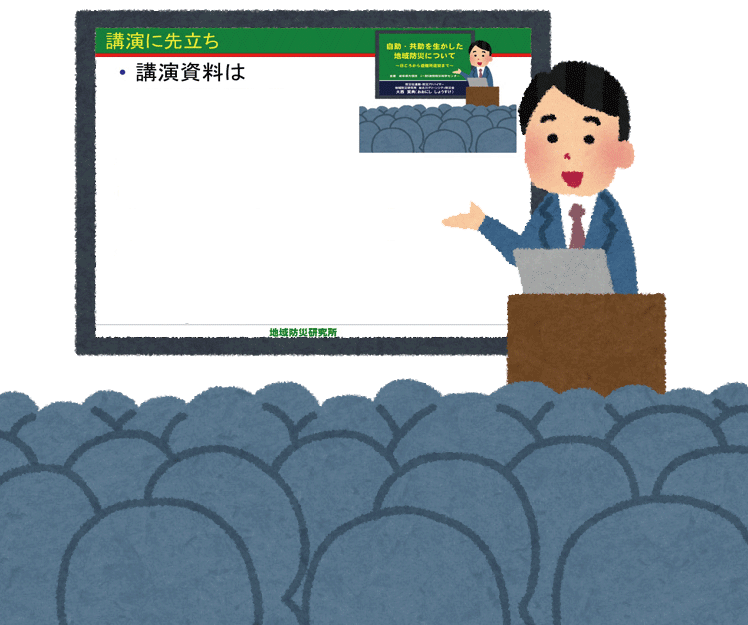 講演に先立ち
・講演資料は
自助・共助を生かした
地域防災について
地域防災研究所